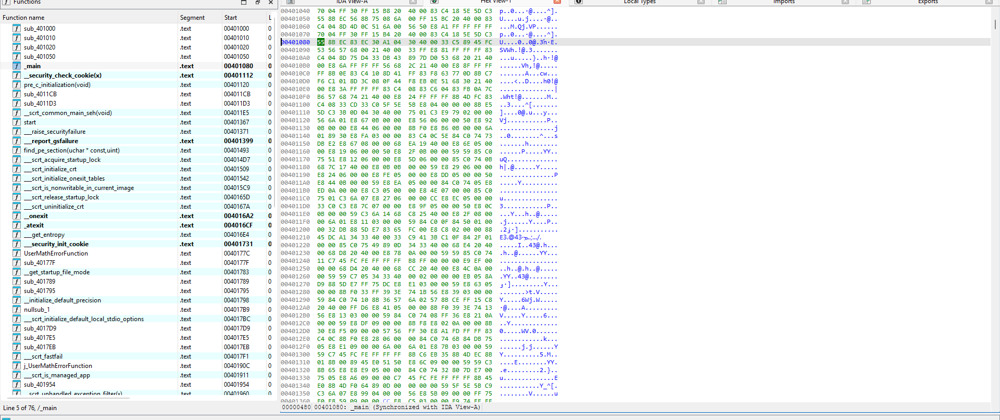 Functions
IDA View-A
Hex View-1
Local Types
Imports
Exports
Function name Segment Start L
sub_401000 .text 00401000 0
sub_401010 .text 00401010 0
sub_401020 .text 00401020 0
sub_401050 .text 00401050 0
_main .text 00401080 0
__security_check_cookie(x) .text 00401112 0
pre_c_initialization(void) .text 00401120 0
sub_4011CB .text 004011CB 0
sub_4011D3 .text 004011D3 0
__scrt_common_main_seh(void) .text 004011E5 0
start .text 00401367 0
___raise_securityfailure .text 00401371 0
___report_gsfailure .text 00401399 0
find_pe_section(uchar * const,uint) .text 00401493 0
___scrt_acquire_startup_lock .text 004014D7 0
___scrt_initialize_crt .text 00401509 0
___scrt_initialize_onexit_tables .text 00401542 0
___scrt_is_nonwritable_in_current_image .text 004015C9 0
___scrt_release_startup_lock .text 0040165D 0
___scrt_uninitialize_crt .text 0040167A 0
__onexit .text 004016A2 0
_atexit .text 004016CF 0
___get_entropy .text 004016E4 0
___security_init_cookie .text 00401731 0
UserMathErrorFunction .text 0040177C 0
sub_40177F .text 0040177F 0
__get_startup_file_mode .text 00401783 0
sub_401789 .text 00401789 0
sub_401795 .text 00401795 0
__initialize_default_precision .text 00401798 0
nullsub_1 .text 004017B9 0
___scrt_initialize_default_local_stdio_options .text 004017BC 0
sub_4017D9 .text 004017D9 0
sub_4017E5 .text 004017E5 0
sub_4017EB .text 004017EB 0
___scrt_fastfail .text 004017F1 0
j_UserMathErrorFunction .text 0040190C 0
___scrt_is_managed_app .text 00401911 0
sub_401954 .text 00401954 0
__scrt_unhandled_exception_filter(x) .text 00401960 0
Line 5 of 76, /_main
00401040 70 04 FF 30 FF 15 B8 20 40 00 83 C4 18 5E 5D C3 p..0...·@....^].
00401050 55 8B EC 56 8B 75 08 6A 00 FF 15 BC 20 40 00 83
00401060 C4 04 8D 4D 0C 51 6A 00 56 50 E8 A1 FF FF FF FF
00401070 70 04 FF 30 FF 15 B4 20 40 00 83 C4 18 5E 5D C3 p..0...·@....^].
00401080 55 8B EC 83 EC 30 A1 04 30 40 00 33 C5 89 45 FC
00401090 53 56 57 68 00 21 40 00 33 FF E8 81 FF FF FF 83 SVWh.!@.3.......
004010A0 C4 04 8D 75 D4 33 DB 43 89 7D D0 53 68 20 21 40
004010B0 00 E8 6A FF FF FF 56 68 2C 21 40 00 E8 8F FF FF ......Vh,!@.....
004010C0 FF 8B 0E 83 C4 10 8D 41 FF 83 F8 63 77 0D 8B C7
004010D0 F6 C1 01 8D 3C 08 0F 44 F8 EB 0E 51 68 30 21 40
004010E0 00 E8 3A FF FF FF 83 C4 08 83 C6 04 83 FB 0A 7C ...............|
004010F0 B6 57 68 74 21 40 00 E8 24 FF FF FF 8B 4D FC 83
00401100 C4 08 33 CD 33 C0 5F 5E 5B E8 04 00 00 00 8B E5
00401110 5D C3 3B 0D 04 30 40 00 75 01 C3 E9 79 02 00 00
00401120 56 6A 01 E8 67 0B 00 00 E8 56 06 00 00 50 E8 92
00401130 0B 00 00 E8 44 06 00 00 8B F0 E8 B6 0B 00 00 6A ...............j
00401140 01 89 30 E8 FA 03 00 00 83 C4 0C 5E 84 C0 74 73
00401150 DB E2 E8 67 08 00 00 68 EA 19 40 00 E8 6E 05 00
00401160 00 E8 19 06 00 00 50 E8 2F 0B 00 00 59 59 85 C0
00401170 75 51 E8 12 06 00 00 E8 5D 06 00 00 85 C0 74 0B uQ..............
00401180 68 7C 17 40 00 E8 0B 0B 00 00 59 E8 29 06 00 00 h|.@......Y.....
00401190 E8 24 06 00 00 E8 FE 05 00 00 E8 DD 05 00 00 50 ...............P
004011A0 E8 44 0B 00 00 59 E8 EA 05 00 00 84 C0 74 05 E8
004011B0 ED 0A 00 00 E8 C3 05 00 00 E8 4E 07 00 00 85 C0 ................
004011C0 75 01 C3 6A 07 E8 27 06 00 00 CC E8 EC 05 00 00 u...............
004011D0 33 C0 C3 E8 7C 07 00 00 E8 9F 05 00 00 50 E8 0C 3............P..
004011E0 0B 00 00 59 C3 6A 14 68 C8 25 40 00 E8 2F 08 00
004011F0 00 6A 01 E8 11 03 00 00 59 84 C0 0F 84 50 01 00
00401200 00 32 DB 88 5D E7 83 65 FC 00 E8 C8 02 00 00 88
00401210 45 DC A1 34 33 40 00 33 C9 41 3B C1 0F 84 2F 01
00401220 00 00 85 C0 75 49 89 0D 34 33 40 00 68 E4 20 40
00401230 00 68 D8 20 40 00 E8 78 0A 00 00 59 59 85 C0 74
00401240 11 C7 45 FC FE FF FF FF B8 FF 00 00 00 E9 EF 00 ................
00401250 00 00 68 D4 20 40 00 68 CC 20 40 00 E8 4C 0A 00
00401260 00 59 59 C7 05 34 33 40 00 02 00 00 00 EB 05 8A .YY..43@........
00401270 D9 88 5D E7 FF 75 DC E8 E1 03 00 00 59 E8 63 05
00401280 00 00 8B F0 33 FF 39 3E 74 1B 56 E8 39 03 00 00
00401290 59 84 C0 74 10 8B 36 57 6A 02 57 8B CE FF 15 C8
004012A0 20 40 00 FF D6 E8 41 05 00 00 8B F0 39 3E 74 13
004012B0 56 E8 13 03 00 00 59 84 C0 74 08 FF 36 E8 21 0A V.....Y.....6...
004012C0 00 00 59 E8 DF 09 00 00 8B F8 E8 02 0A 00 00 8B ..Y.............
004012D0 30 E8 F5 09 00 00 57 56 FF 30 E8 A1 FD FF FF 83 0.....WV.0......
004012E0 C4 0C 8B F0 E8 28 06 00 00 84 C0 74 6B 84 DB 75
004012F0 05 E8 E1 09 00 00 6A 00 6A 01 E8 7B 03 00 00 59 ......j.j......Y
00401300 59 C7 45 FC FE FF FF FF 8B C6 EB 35 8B 4D EC 8B
00401310 01 8B 00 89 45 E0 51 50 E8 6C 09 00 00 59 59 C3
00401320 8B 65 E8 E8 E9 05 00 00 84 C0 74 32 80 7D E7 00 .e.........2.}..
00401330 75 05 E8 A6 09 00 00 C7 45 FC FE FF FF FF 8B 45 u..............E
00401340 E0 8B 4D F0 64 89 0D 00 00 00 00 59 5F 5E 5B C9 ...........Y_^[.
00401350 C3 6A 07 E8 99 04 00 00 56 E8 5B 09 00 00 FF 75 ........V......u
00401360 E0 E8 59 09 00 00 CC E8 C5 03 00 00 E9 74 FE FF
00000480 00401080: _main (Synchronized with IDA View-A)